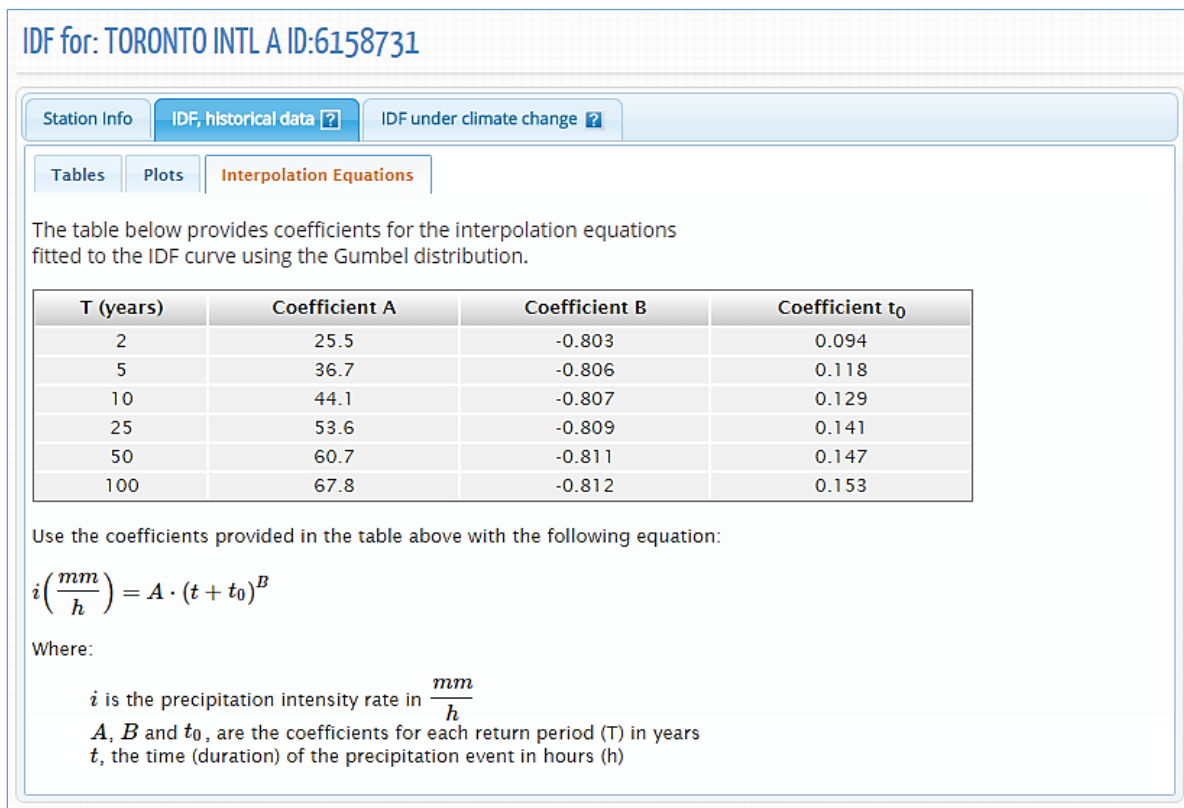 IDF for: TORONTO INTL A ID:6158731
Station Info IDF, historical data ? IDF under climate change ?
Tables Plots Interpolation Equations
The table below provides coefficients for the interpolation equations
fitted to the IDF curve using the Gumbel distribution.
T (years) Coefficient A Coefficient B Coefficient t₀
2 25.5 -0.803 0.094
5 36.7 -0.806 0.118
10 44.1 -0.807 0.129
25 53.6 -0.809 0.141
50 60.7 -0.811 0.147
100 67.8 -0.812 0.153
Use the coefficients provided in the table above with the following equation:
i(mm/h) = A · (t + t₀)ᴮ
Where:
i is the precipitation intensity rate in mm/h
A, B and t₀, are the coefficients for each return period (T) in years
t, the time (duration) of the precipitation event in hours (h)